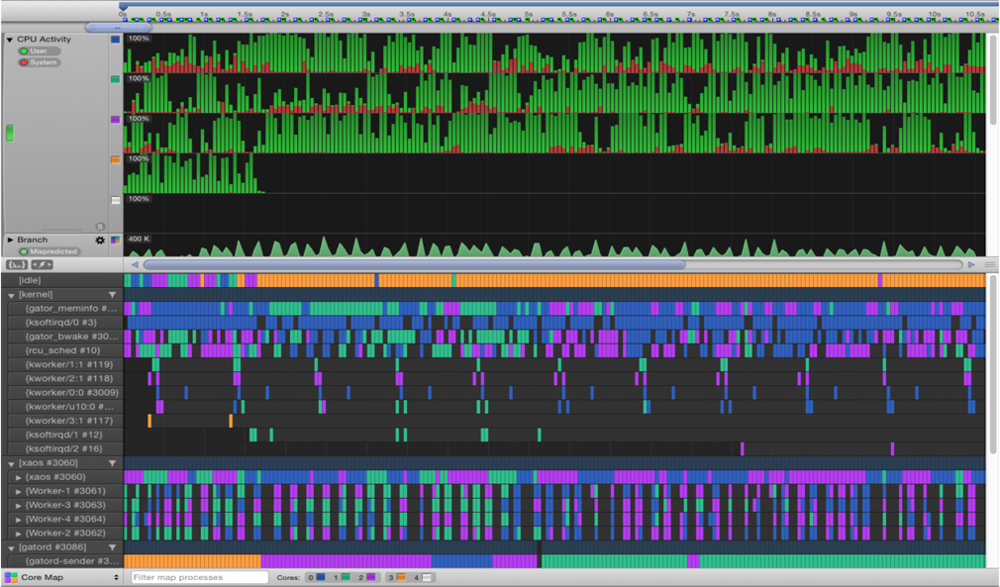 0s 0.5s 1s 1.5s 2s 2.5s 3s 3.5s 4s 4.5s 5s 5.5s 6s 6.5s 7s 7.5s 8s 8.5s 9s 9.5s 10s 10.5s
CPU Activity
User
System
100%
100%
100%
100%
100%
Branch
Mispredicted
400 K
[idle]
[kernel]
{gator_meminfo #...
{ksoftirqd/0 #3}
{gator_bwake #30...
{rcu_sched #10}
{kworker/1:1 #119}
{kworker/2:1 #118}
{kworker/0:0 #3009}
{kworker/u10:0 #...
{kworker/3:1 #117}
{ksoftirqd/1 #12}
{ksoftirqd/2 #16}
[xaos #3060]
{xaos #3060}
{Worker-1 #3061}
{Worker-3 #3063}
{Worker-4 #3064}
{Worker-2 #3062}
[gatord #3086]
{gatord-sender #3...
Core Map Filter map processes Cores: 0 1 2 3 4